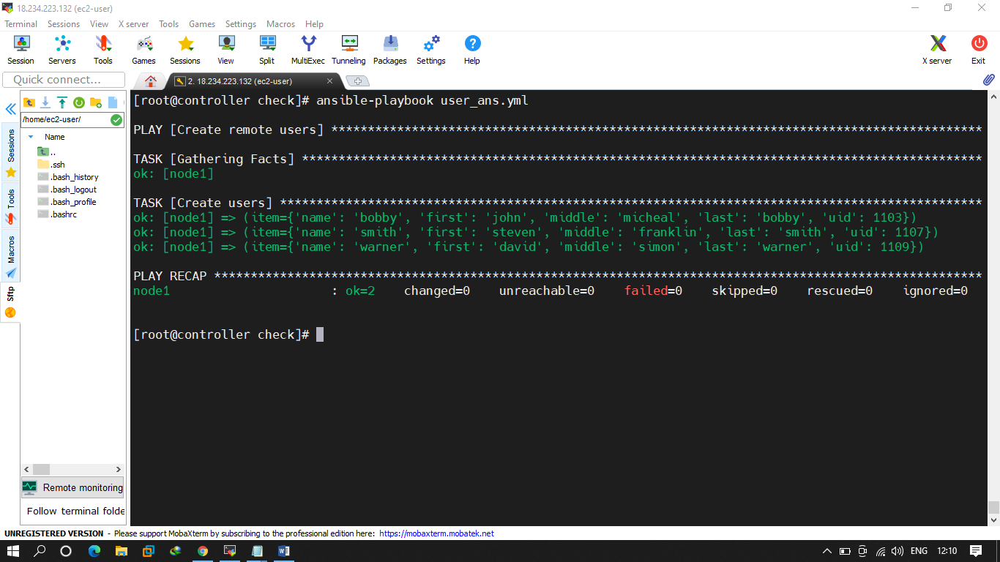 18.234.223.132 (ec2-user)
Terminal Sessions View X server Tools Games Settings Macros Help
Session Servers Tools Games Sessions View Split MultiExec Tunneling Packages Settings Help X server Exit
Quick connect...
2. 18.234.223.132 (ec2-user)
/home/ec2-user/
Name
..
.ssh
.bash_history
.bash_logout
.bash_profile
.bashrc
Sessions
Tools
Macros
Sftp
Remote monitoring
Follow terminal folde
[root@controller check]# ansible-playbook user_ans.yml
PLAY [Create remote users] *****************************************************************************************
TASK [Gathering Facts] *********************************************************************************************
ok: [node1]
TASK [Create users] ************************************************************************************************
ok: [node1] => (item={'name': 'bobby', 'first': 'john', 'middle': 'micheal', 'last': 'bobby', 'uid': 1103})
ok: [node1] => (item={'name': 'smith', 'first': 'steven', 'middle': 'franklin', 'last': 'smith', 'uid': 1107})
ok: [node1] => (item={'name': 'warner', 'first': 'david', 'middle': 'simon', 'last': 'warner', 'uid': 1109})
PLAY RECAP *********************************************************************************************************
node1 : ok=2 changed=0 unreachable=0 failed=0 skipped=0 rescued=0 ignored=0
[root@controller check]#
UNREGISTERED VERSION - Please support MobaXterm by subscribing to the professional edition here: https://mobaxterm.mobatek.net
ENG 12:10